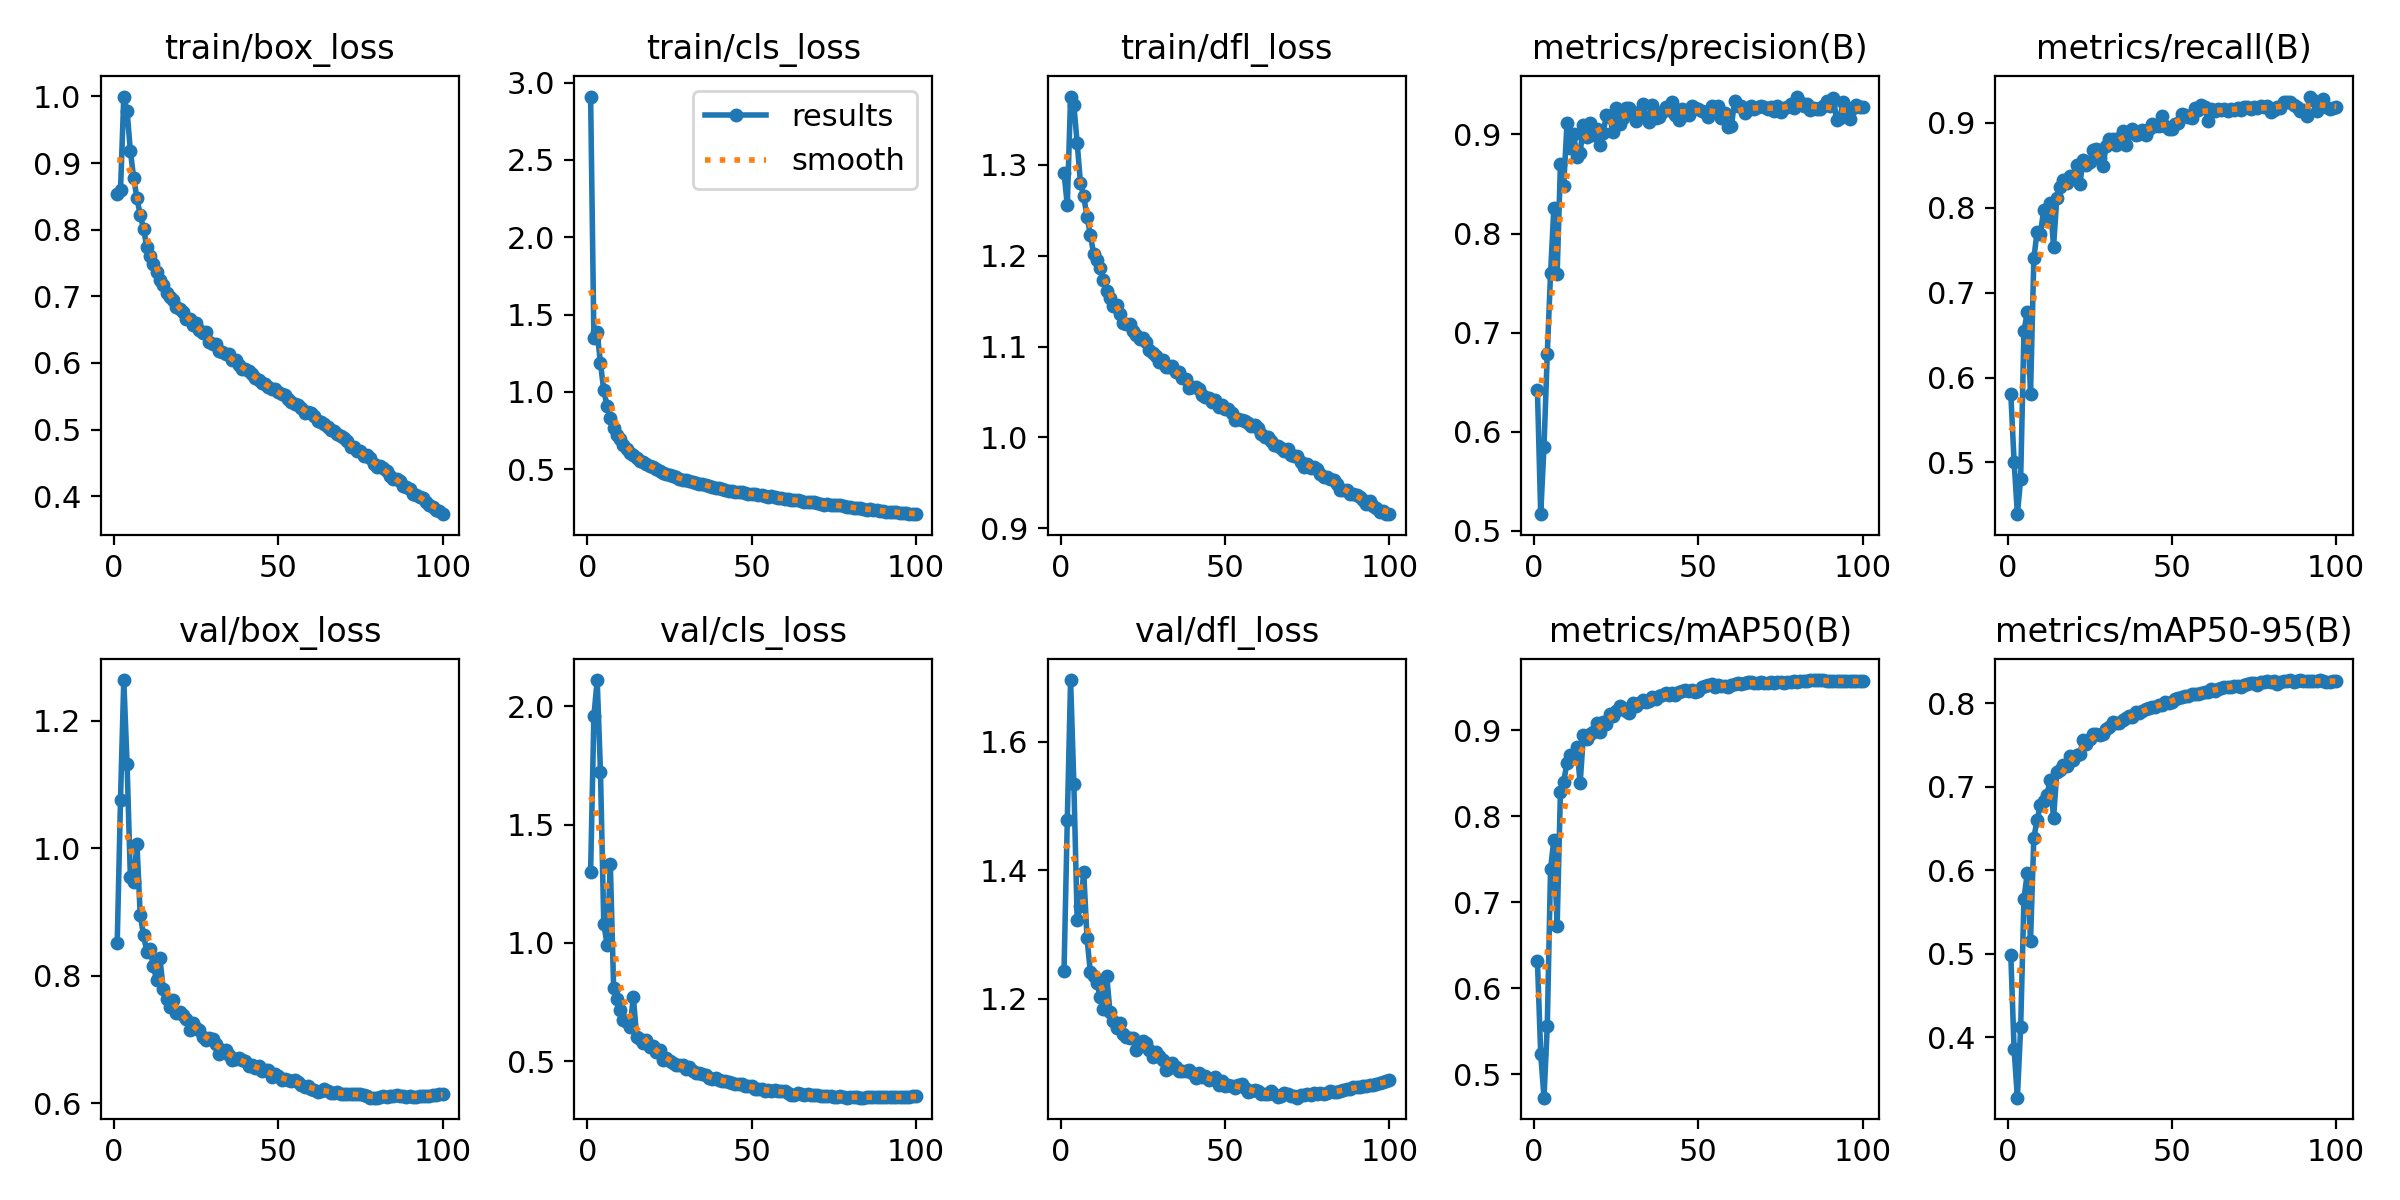 train/box_loss
1.0
0.9
0.8
0.7
0.6
0.5
0.4
0 50 100
train/cls_loss
results
smooth
3.0
2.5
2.0
1.5
1.0
0.5
0 50 100
train/dfl_loss
1.3
1.2
1.1
1.0
0.9
0 50 100
metrics/precision(B)
0.9
0.8
0.7
0.6
0.5
0 50 100
metrics/recall(B)
0.9
0.8
0.7
0.6
0.5
0 50 100
val/box_loss
1.2
1.0
0.8
0.6
0 50 100
val/cls_loss
2.0
1.5
1.0
0.5
0 50 100
val/dfl_loss
1.6
1.4
1.2
0 50 100
metrics/mAP50(B)
0.9
0.8
0.7
0.6
0.5
0 50 100
metrics/mAP50-95(B)
0.8
0.7
0.6
0.5
0.4
0 50 100